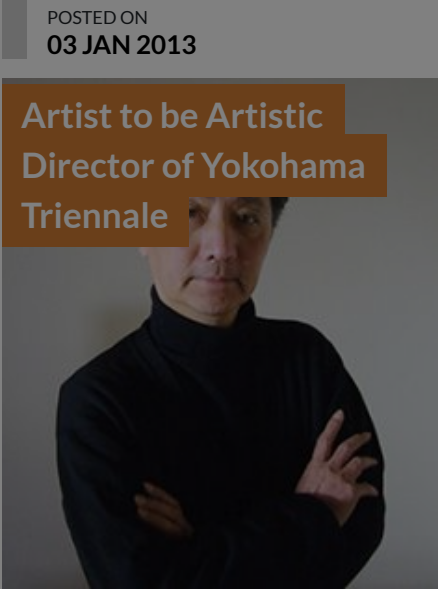 POSTED ON
03 JAN 2013
Artist to be Artistic
Director of Yokohama
Triennale